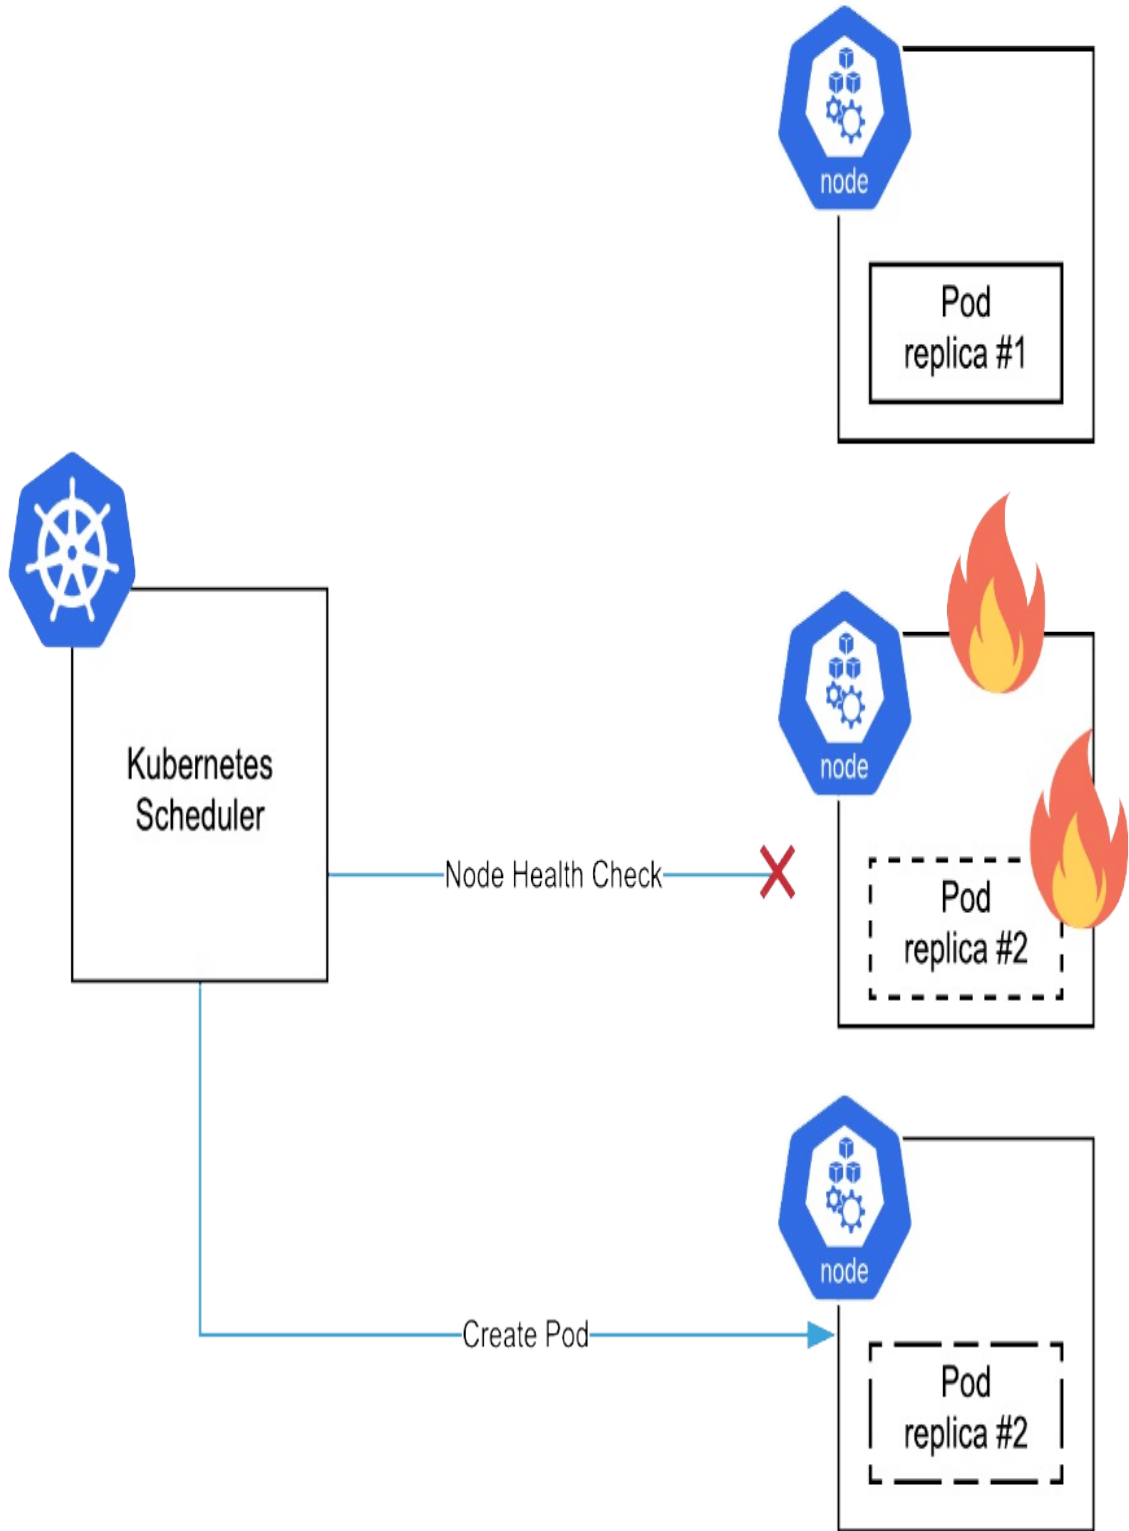 node
Pod
replica #1
Kubernetes
Scheduler
node
Node Health Check
Pod
replica #2
node
Create Pod
Pod
replica #2